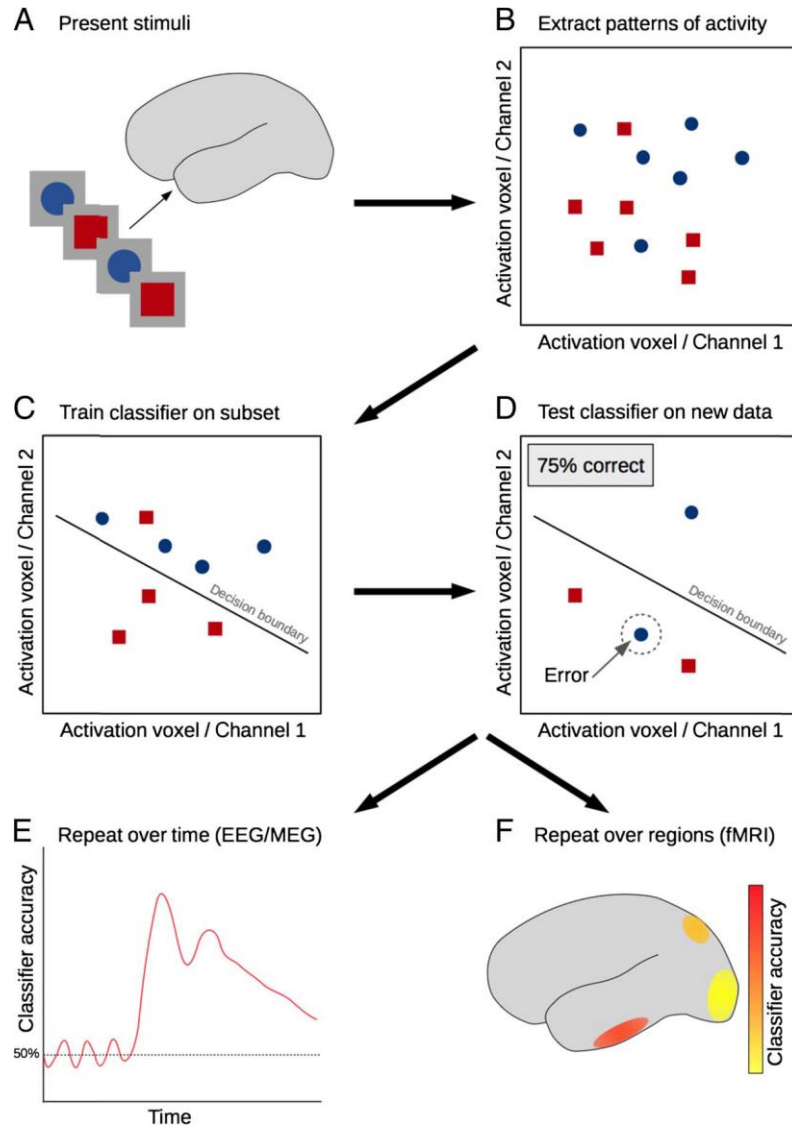 A Present stimuli
B Extract patterns of activity
Activation voxel / Channel 2
Activation voxel / Channel 1
C Train classifier on subset
Activation voxel / Channel 2
Decision boundary
Activation voxel / Channel 1
D Test classifier on new data
75% correct
Activation voxel / Channel 2
Decision boundary
Error
Activation voxel / Channel 1
E Repeat over time (EEG/MEG)
Classifier accuracy
50%
Time
F Repeat over regions (fMRI)
Classifier accuracy